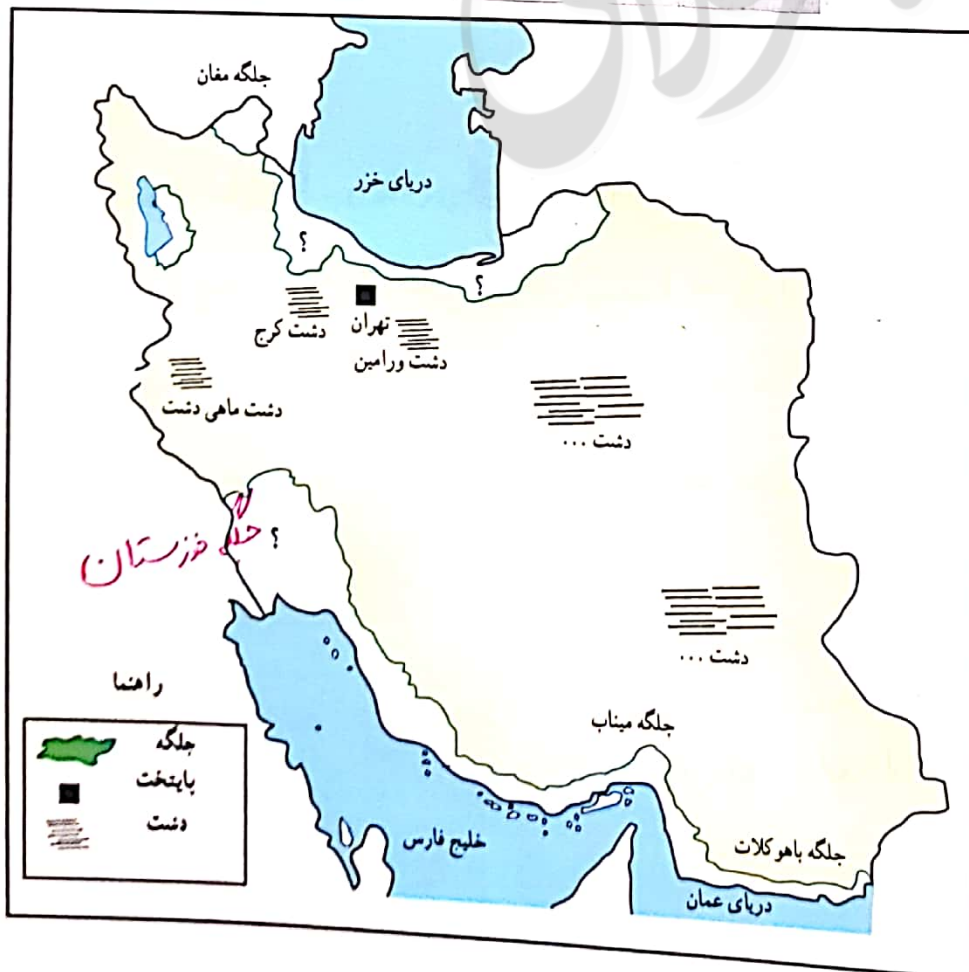 جلگه مغان
دریای خزر
؟
؟
تهران
دشت کرج
دشت ورامین
دشت ماهی دشت
دشت ...
جلگه خوزستان
؟
دشت ...
راهنما
جلگه
پایتخت
دشت
جلگه میناب
خلیج فارس
جلگه باهوکلات
دریای عمان